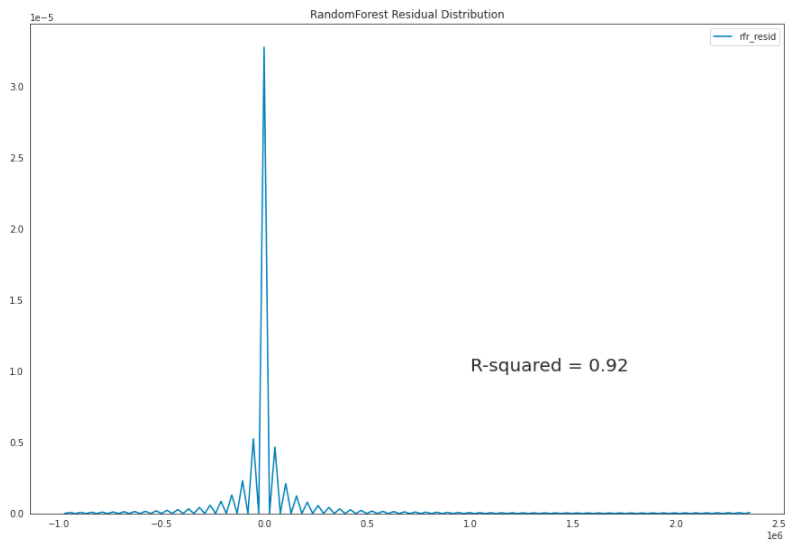 RandomForest Residual Distribution
1e−5
rfr_resid
3.0
2.5
2.0
1.5
R-squared = 0.92
1.0
0.5
0.0
−1.0 −0.5 0.0 0.5 1.0 1.5 2.0 2.5
1e6